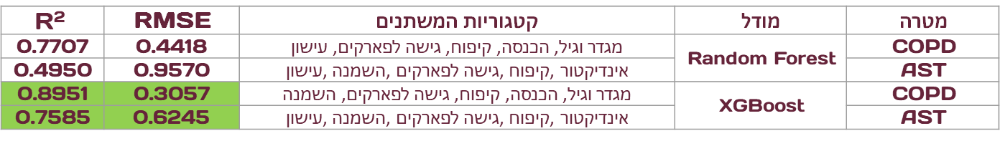 מטרה מודל קטגוריות המשתנים RMSE R²
COPD Random Forest מגדר וגיל, הכנסה, קיפוח, גישה לפארקים, עישון 0.4418 0.7707
AST אינדיקטור ,קיפוח ,גישה לפארקים ,השמנה ,עישון 0.9570 0.4950
COPD XGBoost מגדר וגיל, הכנסה, קיפוח, גישה לפארקים, השמנה 0.3057 0.8951
AST אינדיקטור ,קיפוח ,גישה לפארקים ,השמנה ,עישון 0.6245 0.7585